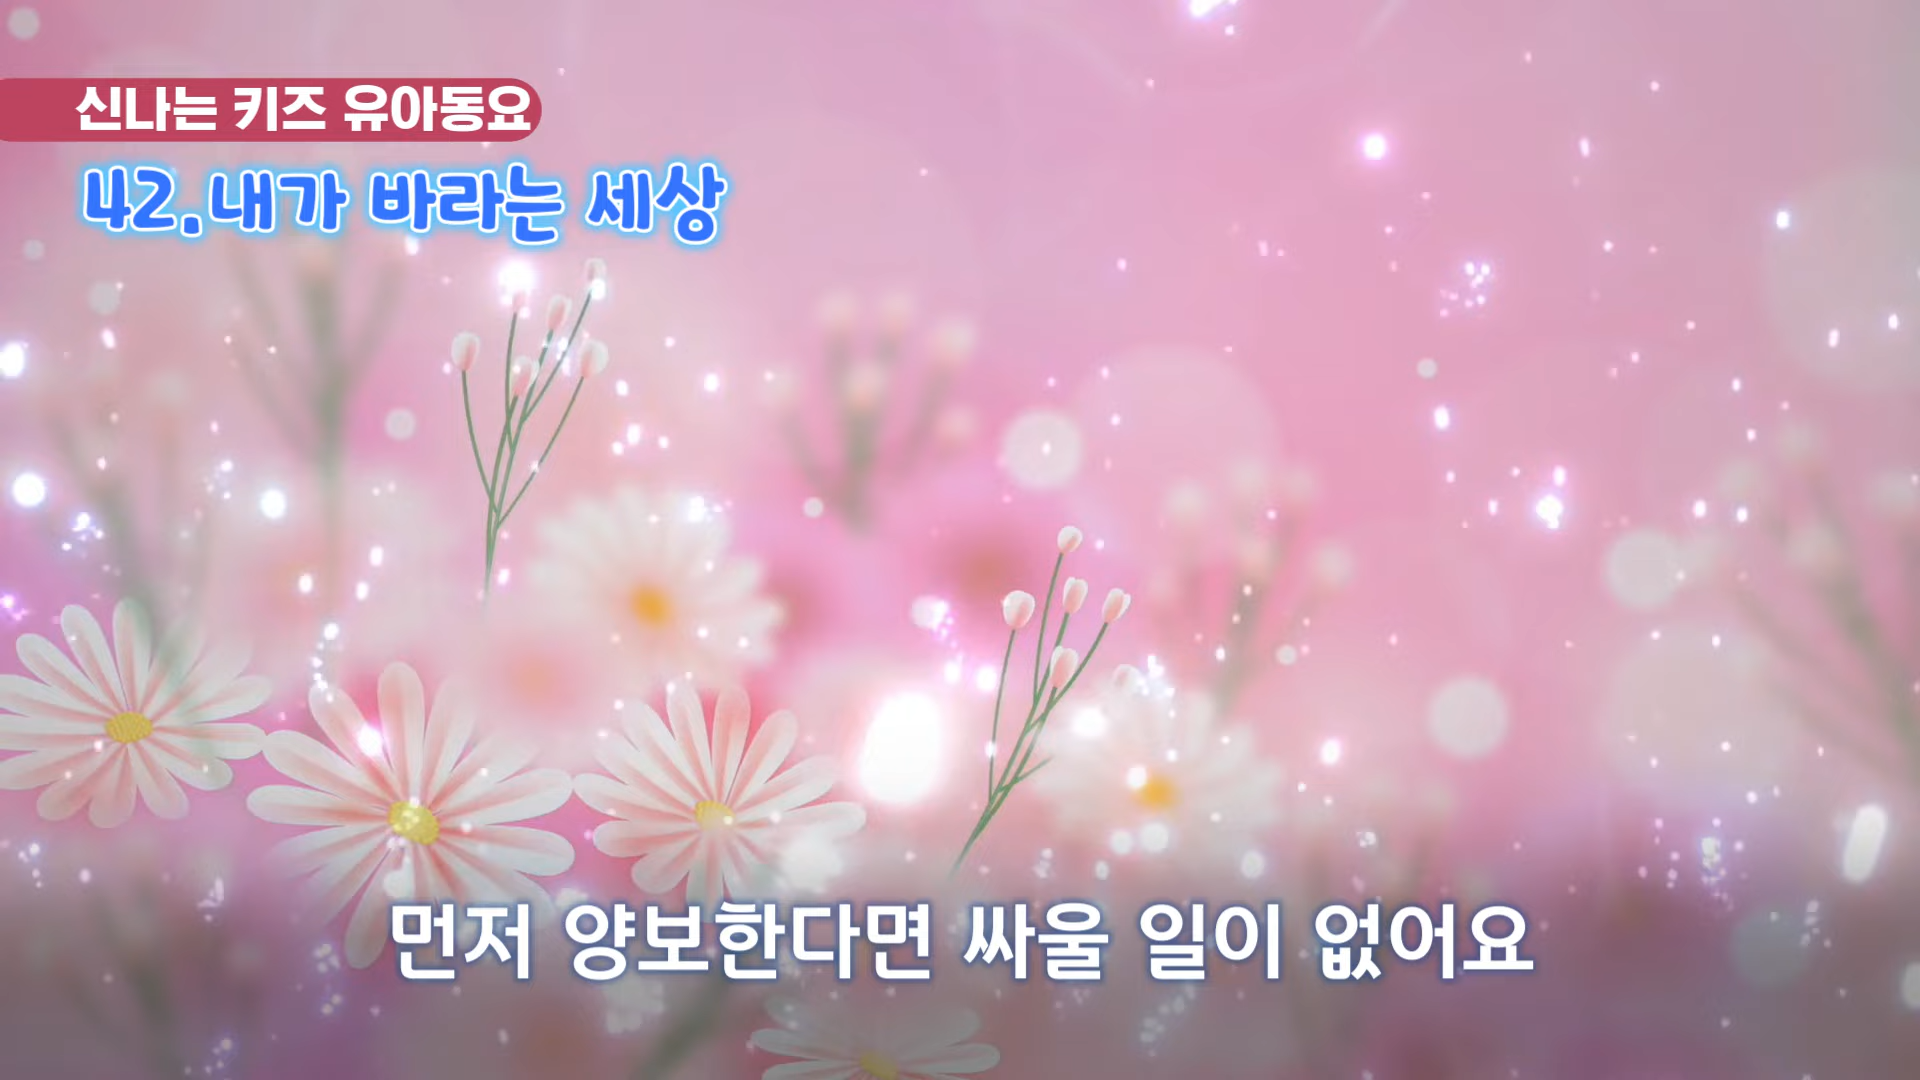 신나는 키즈 유아동요
42.내가 바라는 세상
먼저 양보한다면 싸울 일이 없어요